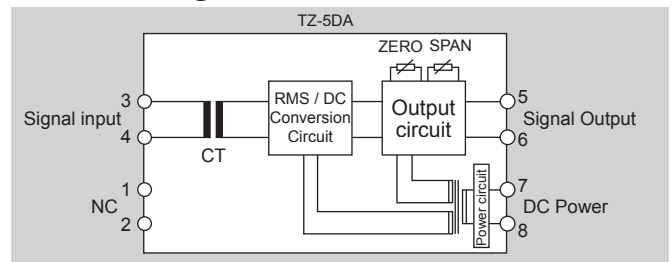 TZ-5DA
ZERO SPAN
3
4
Signal input
CT
RMS / DC
Conversion
Circuit
Output
circuit
5
6
Signal Output
1
2
NC
Power circuit
7
8
DC Power